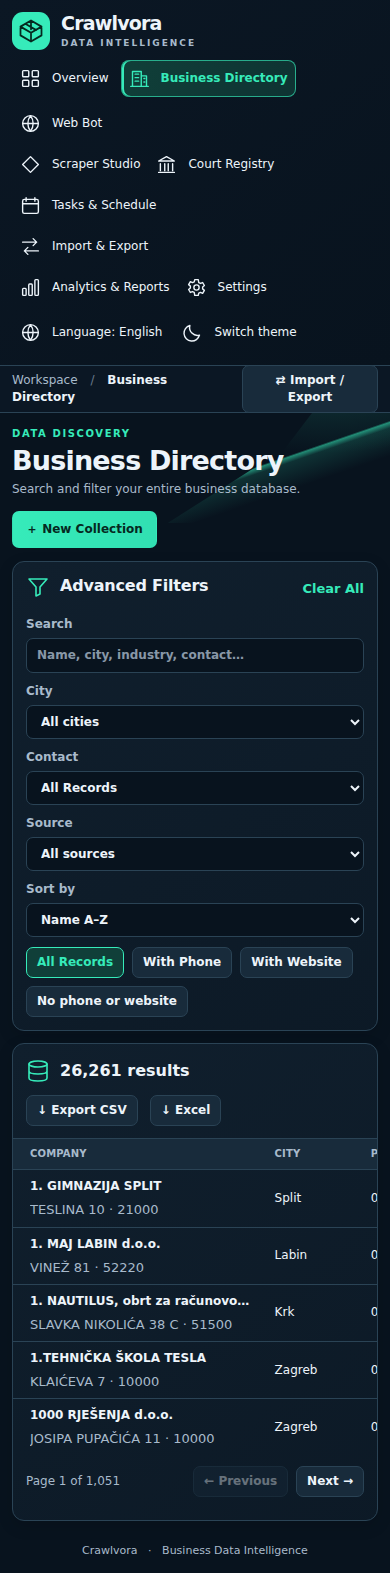 Crawlvora
DATA INTELLIGENCE
Overview
Business Directory
Web Bot
Scraper Studio
Court Registry
Tasks & Schedule
Import & Export
Analytics & Reports
Settings
Language: English
Switch theme
Workspace / Business Directory
⇄ Import / Export
DATA DISCOVERY
Business Directory
Search and filter your entire business database.
+ New Collection
Advanced Filters
Clear All
Search
Name, city, industry, contact…
City
All cities
Contact
All Records
Source
All sources
Sort by
Name A–Z
All Records
With Phone
With Website
No phone or website
26,261 results
↓ Export CSV
↓ Excel
COMPANY CITY P
1. GIMNAZIJA SPLIT
TESLINA 10 · 21000
Split
0
1. MAJ LABIN d.o.o.
VINEŽ 81 · 52220
Labin
0
1. NAUTILUS, obrt za računovo…
SLAVKA NIKOLIĆA 38 C · 51500
Krk
0
1.TEHNIČKA ŠKOLA TESLA
KLAIĆEVA 7 · 10000
Zagreb
0
1000 RJEŠENJA d.o.o.
JOSIPA PUPAČIĆA 11 · 10000
Zagreb
0
Page 1 of 1,051
← Previous
Next →
Crawlvora · Business Data Intelligence